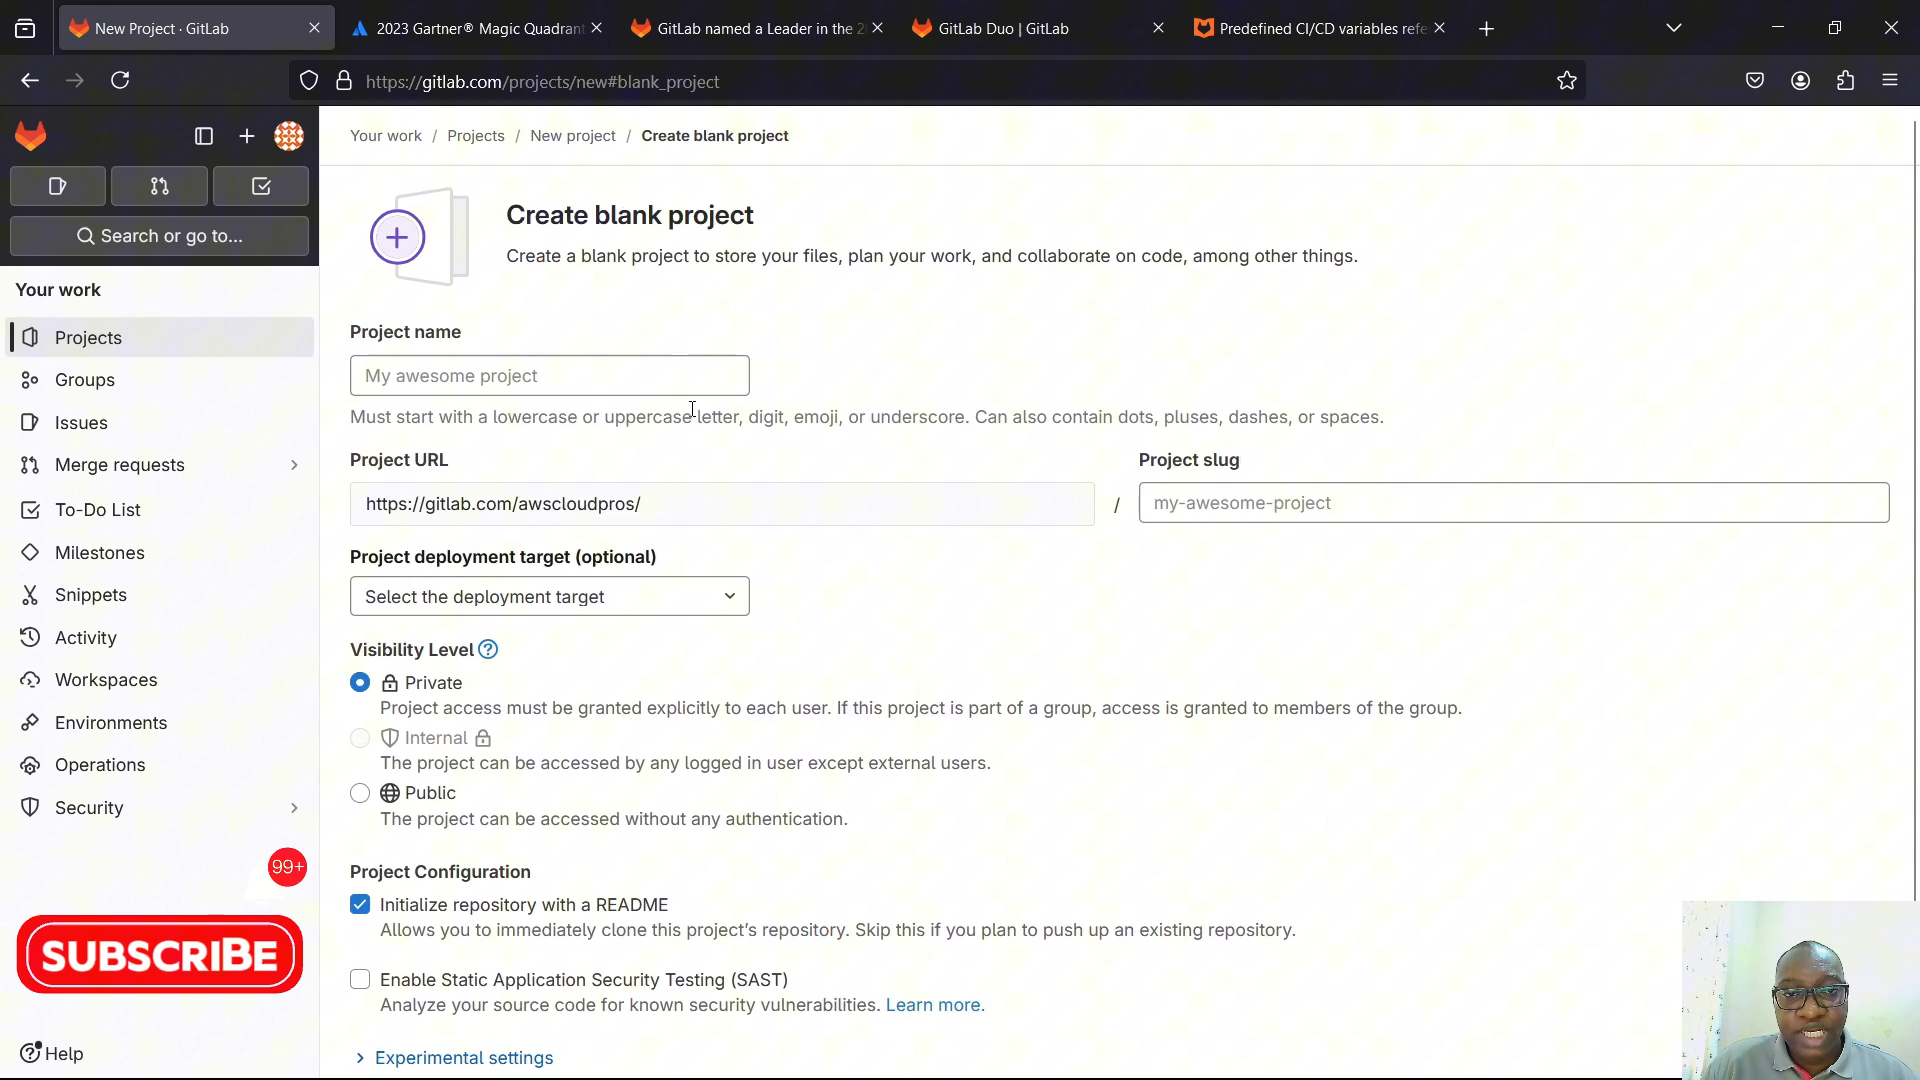 New Project · GitLab
2023 Gartner® Magic Quadrant
GitLab named a Leader in the 2
GitLab Duo | GitLab
Predefined CI/CD variables refe
https://gitlab.com/projects/new#blank_project
Your work / Projects / New project / Create blank project
Search or go to...
Your work
Projects
Groups
Issues
Merge requests
To-Do List
Milestones
Snippets
Activity
Workspaces
Environments
Operations
Security
99+
SUBSCRIBE
Help
Create blank project
Create a blank project to store your files, plan your work, and collaborate on code, among other things.
Project name
My awesome project
Must start with a lowercase or uppercase letter, digit, emoji, or underscore. Can also contain dots, pluses, dashes, or spaces.
Project URL
Project slug
https://gitlab.com/awscloudpros/
/
my-awesome-project
Project deployment target (optional)
Select the deployment target
Visibility Level
Private
Project access must be granted explicitly to each user. If this project is part of a group, access is granted to members of the group.
Internal
The project can be accessed by any logged in user except external users.
Public
The project can be accessed without any authentication.
Project Configuration
Initialize repository with a README
Allows you to immediately clone this project's repository. Skip this if you plan to push up an existing repository.
Enable Static Application Security Testing (SAST)
Analyze your source code for known security vulnerabilities. Learn more.
Experimental settings